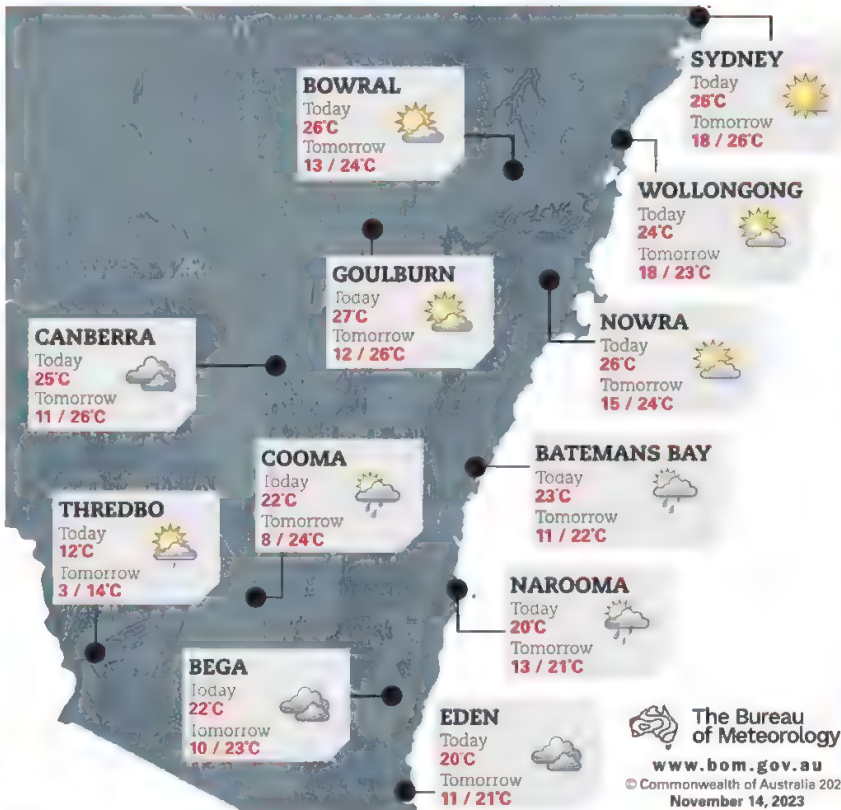 SYDNEY
Today
26°C
Tomorrow
18 / 26°C
BOWRAL
Today
26°C
Tomorrow
13 / 24°C
WOLLONGONG
Today
24°C
Tomorrow
18 / 23°C
GOULBURN
Today
27°C
Tomorrow
12 / 26°C
NOWRA
Today
26°C
Tomorrow
15 / 24°C
CANBERRA
Today
25°C
Tomorrow
11 / 26°C
COOMA
Today
22°C
Tomorrow
8 / 24°C
BATEMANS BAY
Today
23°C
Tomorrow
11 / 22°C
THREDBO
Today
12°C
Tomorrow
3 / 14°C
NAROOMA
Today
20°C
Tomorrow
13 / 21°C
BEGA
Today
22°C
Tomorrow
10 / 23°C
EDEN
Today
20°C
Tomorrow
11 / 21°C
The Bureau
of Meteorology
www.bom.gov.au
© Commonwealth of Australia 202
November 14, 2023